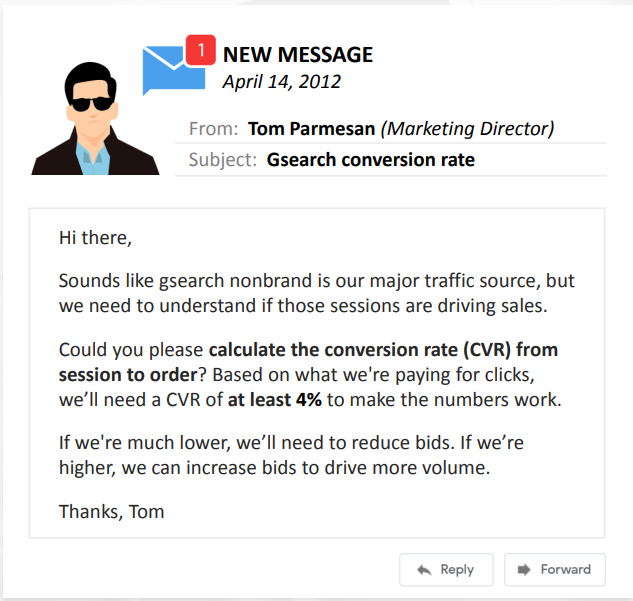 1
NEW MESSAGE
April 14, 2012
From: Tom Parmesan (Marketing Director)
Subject: Gsearch conversion rate
Hi there,
Sounds like gsearch nonbrand is our major traffic source, but
we need to understand if those sessions are driving sales.
Could you please calculate the conversion rate (CVR) from
session to order? Based on what we're paying for clicks,
we’ll need a CVR of at least 4% to make the numbers work.
If we're much lower, we’ll need to reduce bids. If we’re
higher, we can increase bids to drive more volume.
Thanks, Tom
Reply
Forward